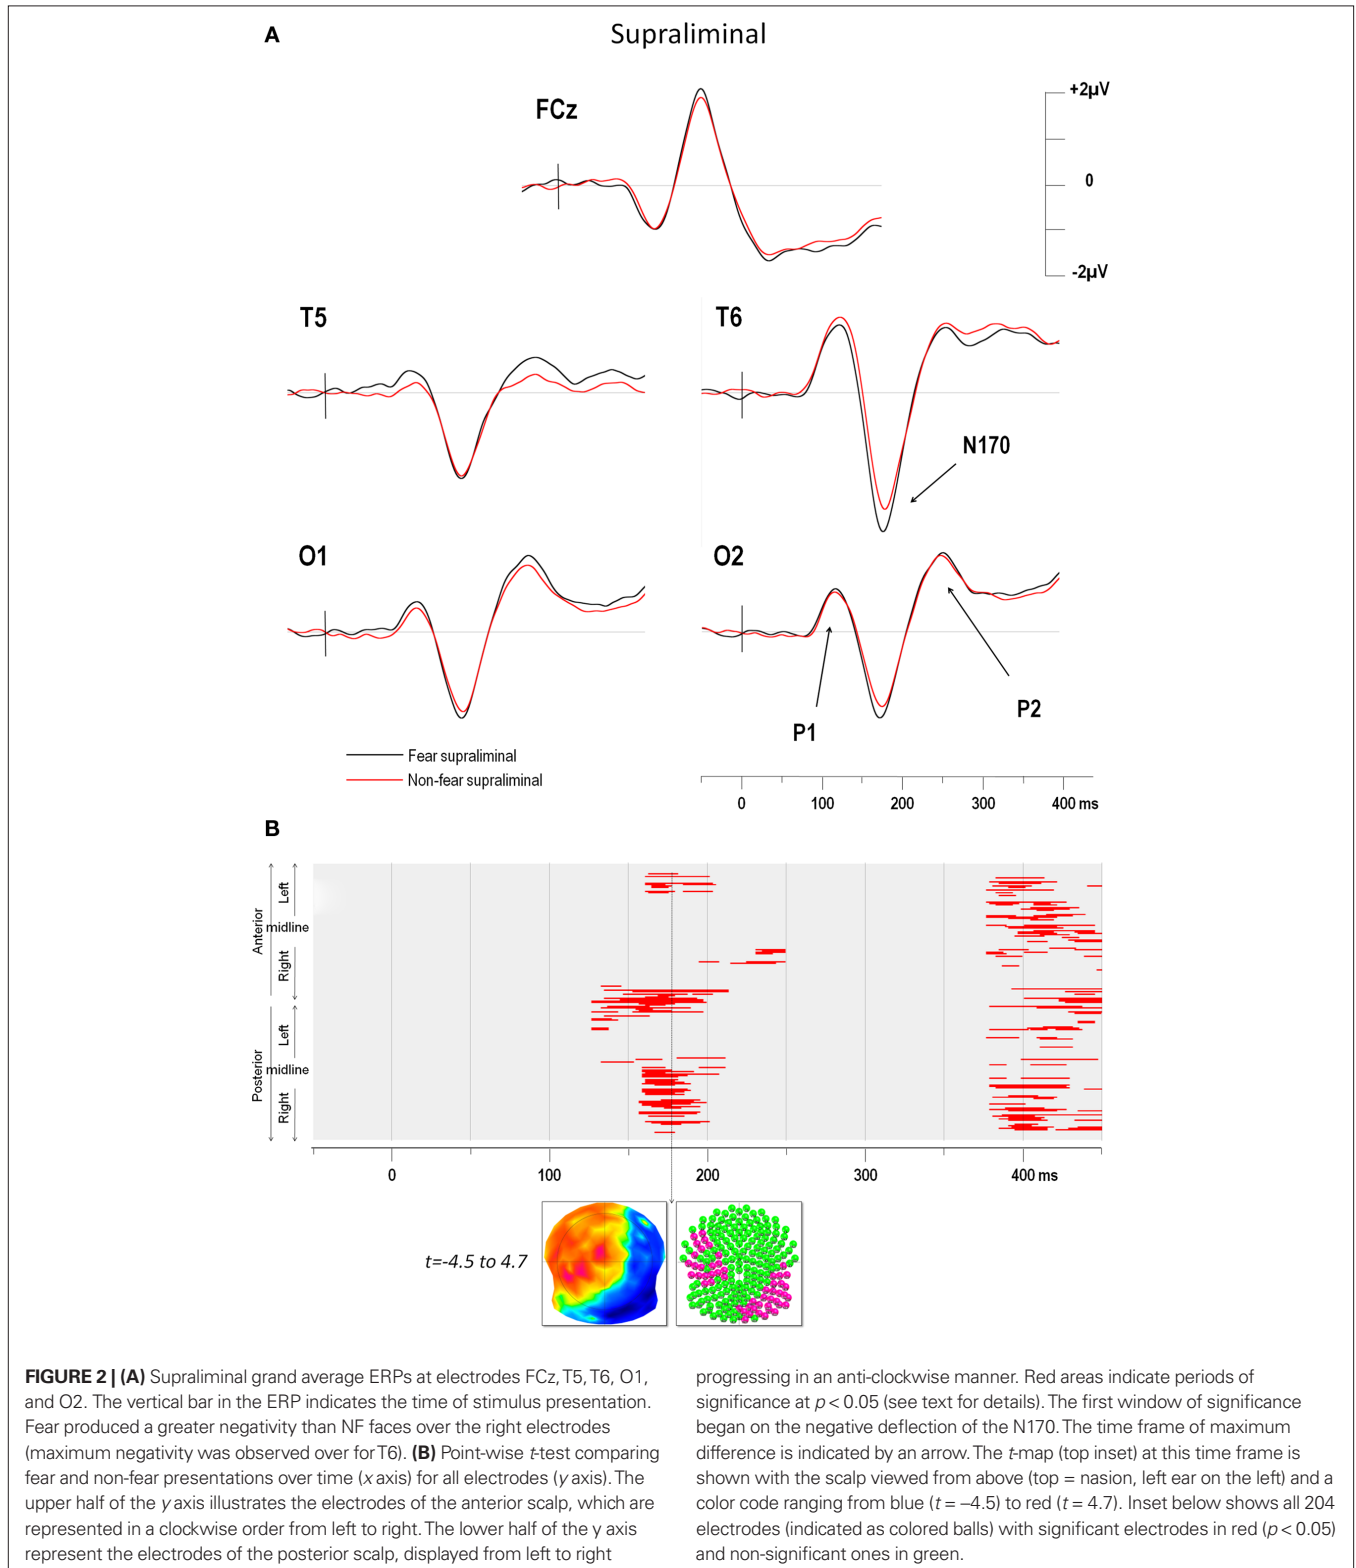 A
Supraliminal
FCz
+2µV
0
-2µV
T5
T6
N170
O1
O2
P1
P2
Fear supraliminal
Non-fear supraliminal
0 100 200 300 400 ms
B
Anterior
Left
midline
Right
Posterior
Left
midline
Right
0 100 200 300 400 ms
t=-4.5 to 4.7
FIGURE 2 | (A) Supraliminal grand average ERPs at electrodes FCz, T5, T6, O1,
and O2. The vertical bar in the ERP indicates the time of stimulus presentation.
Fear produced a greater negativity than NF faces over the right electrodes
(maximum negativity was observed over for T6). (B) Point-wise t-test comparing
fear and non-fear presentations over time (x axis) for all electrodes (y axis). The
upper half of the y axis illustrates the electrodes of the anterior scalp, which are
represented in a clockwise order from left to right. The lower half of the y axis
represent the electrodes of the posterior scalp, displayed from left to right
progressing in an anti-clockwise manner. Red areas indicate periods of
significance at p < 0.05 (see text for details). The first window of significance
began on the negative deflection of the N170. The time frame of maximum
difference is indicated by an arrow. The t-map (top inset) at this time frame is
shown with the scalp viewed from above (top = nasion, left ear on the left) and a
color code ranging from blue (t = –4.5) to red (t = 4.7). Inset below shows all 204
electrodes (indicated as colored balls) with significant electrodes in red (p < 0.05)
and non-significant ones in green.